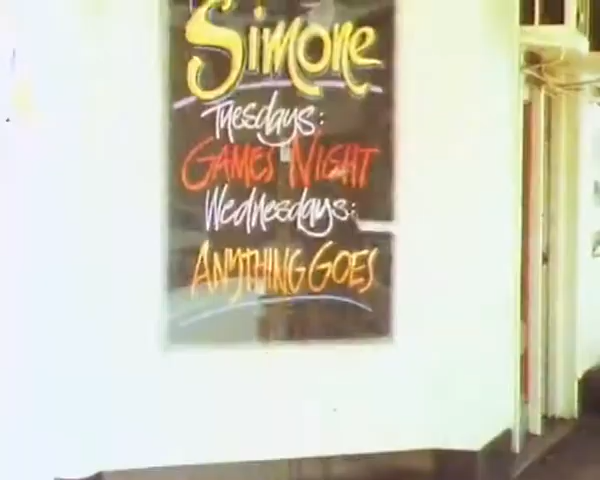 Simone
Tuesdays:
GAMES NIGHT
Wednesdays:
ANYTHING GOES